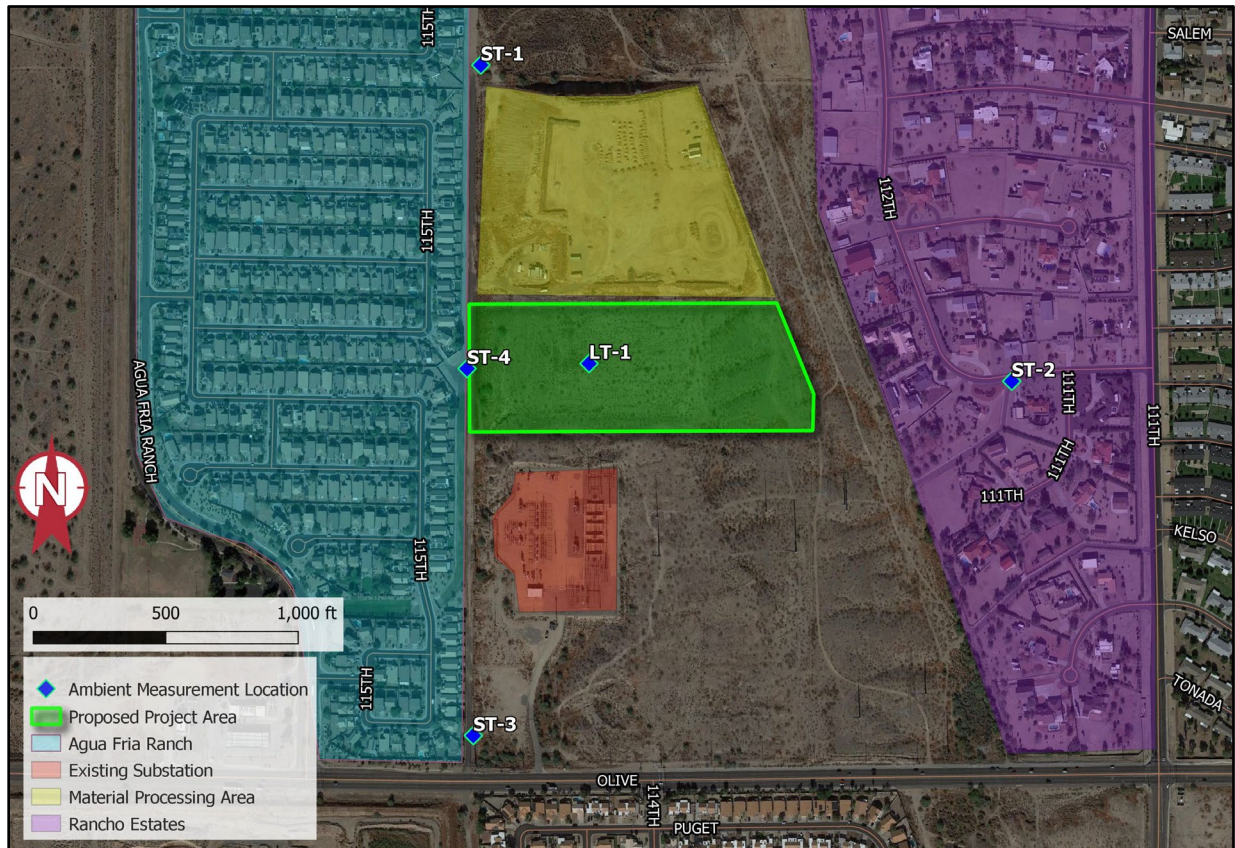 115TH
ST-1
SALEM
115TH
112TH
ST-4
LT-1
ST-2
111TH
111TH
111TH
111TH
AGUA FRIA RANCH
N
KELSO
115TH
0 500 1,000 ft
115TH
TONADA
ST-3
OLIVE
114TH
PUGET
Ambient Measurement Location
Proposed Project Area
Agua Fria Ranch
Existing Substation
Material Processing Area
Rancho Estates